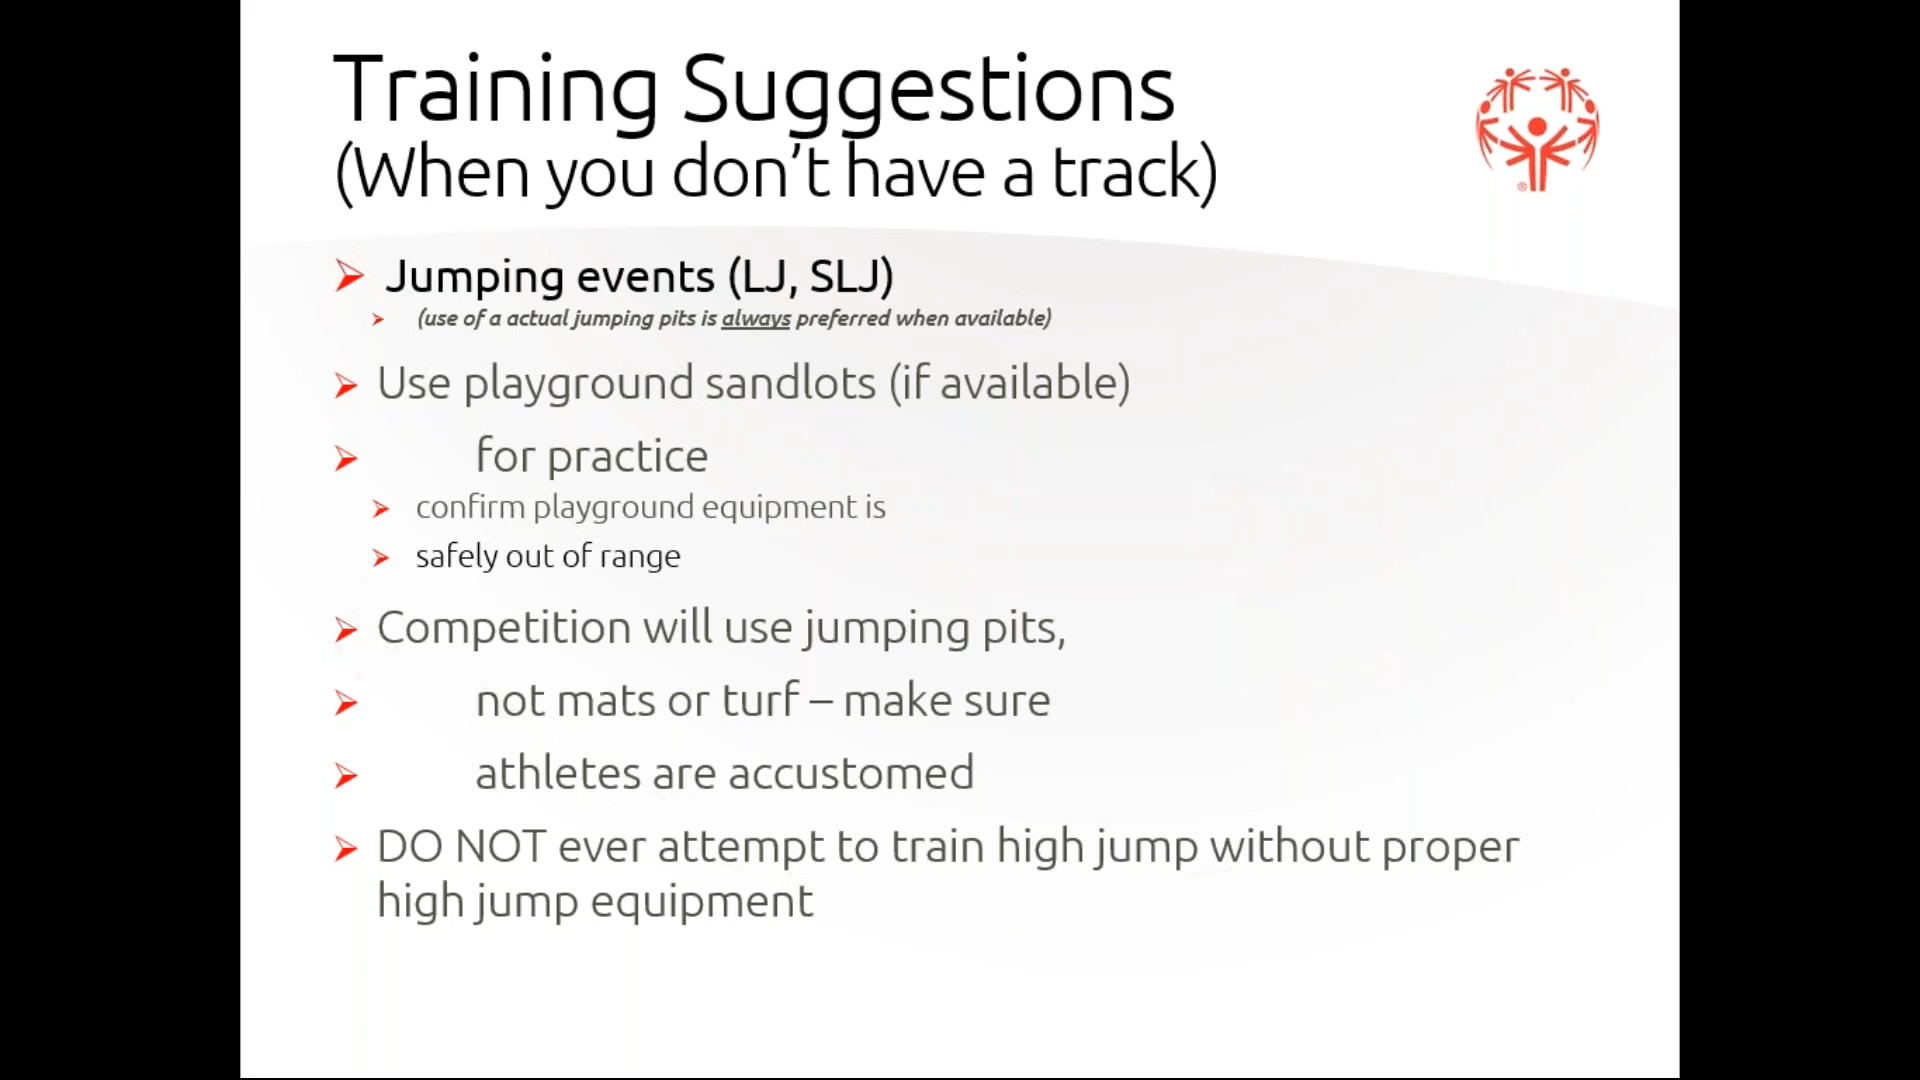 Training Suggestions
(When you don't have a track)
Jumping events (LJ, SLJ)
(use of a actual jumping pits is always preferred when available)
Use playground sandlots (if available)
for practice
confirm playground equipment is
safely out of range
Competition will use jumping pits,
not mats or turf – make sure
athletes are accustomed
DO NOT ever attempt to train high jump without proper
high jump equipment
®